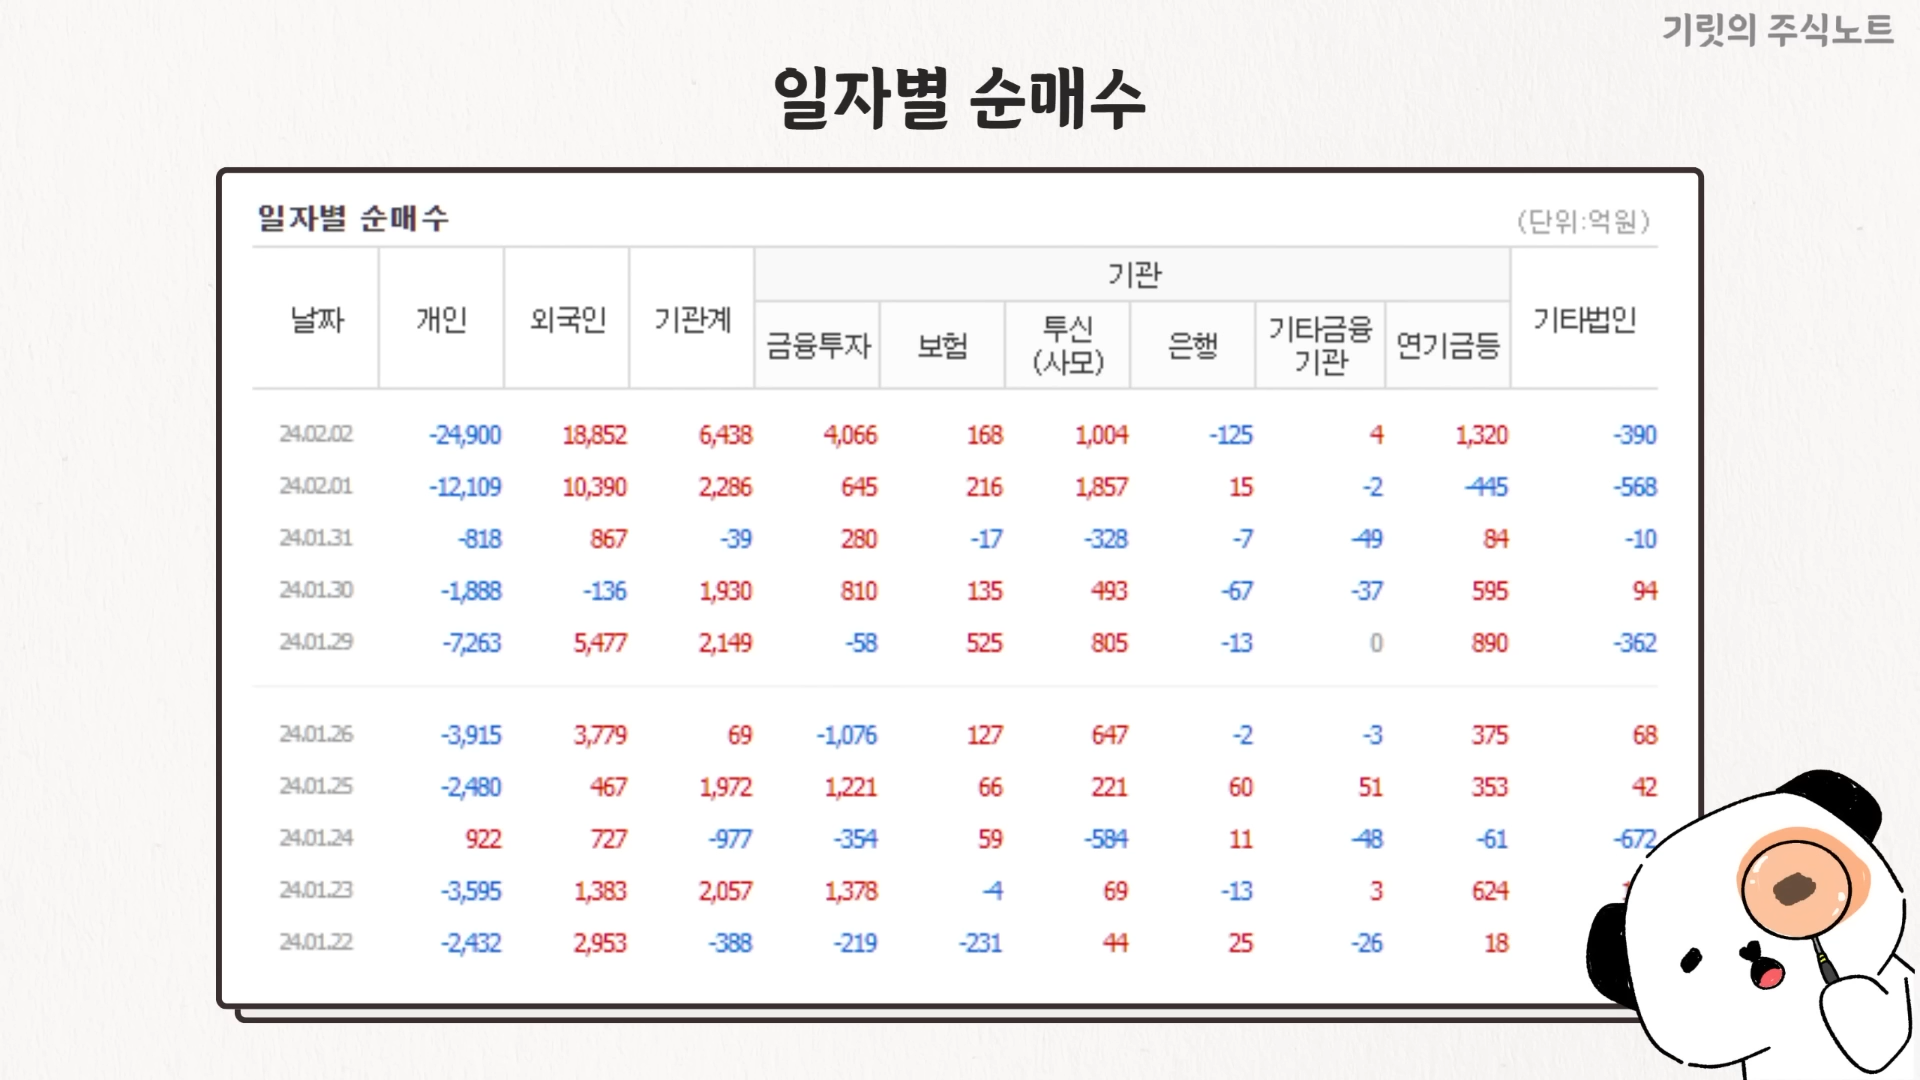 기릿의 주식노트
일자별 순매수
일자별 순매수 (단위:억원)
날짜 개인 외국인 기관계 기관 기타법인
금융투자 보험 투신(사모) 은행 기타금융기관 연기금등
24.02.02 -24,900 18,852 6,438 4,066 168 1,004 -125 4 1,320 -390
24.02.01 -12,109 10,390 2,286 645 216 1,857 15 -2 -445 -568
24.01.31 -818 867 -39 280 -17 -328 -7 -49 84 -10
24.01.30 -1,888 -136 1,930 810 135 493 -67 -37 595 94
24.01.29 -7,263 5,477 2,149 -58 525 805 -13 0 890 -362
24.01.26 -3,915 3,779 69 -1,076 127 647 -2 -3 375 68
24.01.25 -2,480 467 1,972 1,221 66 221 60 51 353 42
24.01.24 922 727 -977 -354 59 -584 11 -48 -61 -672
24.01.23 -3,595 1,383 2,057 1,378 -4 69 -13 3 624
24.01.22 -2,432 2,953 -388 -219 -231 44 25 -26 18